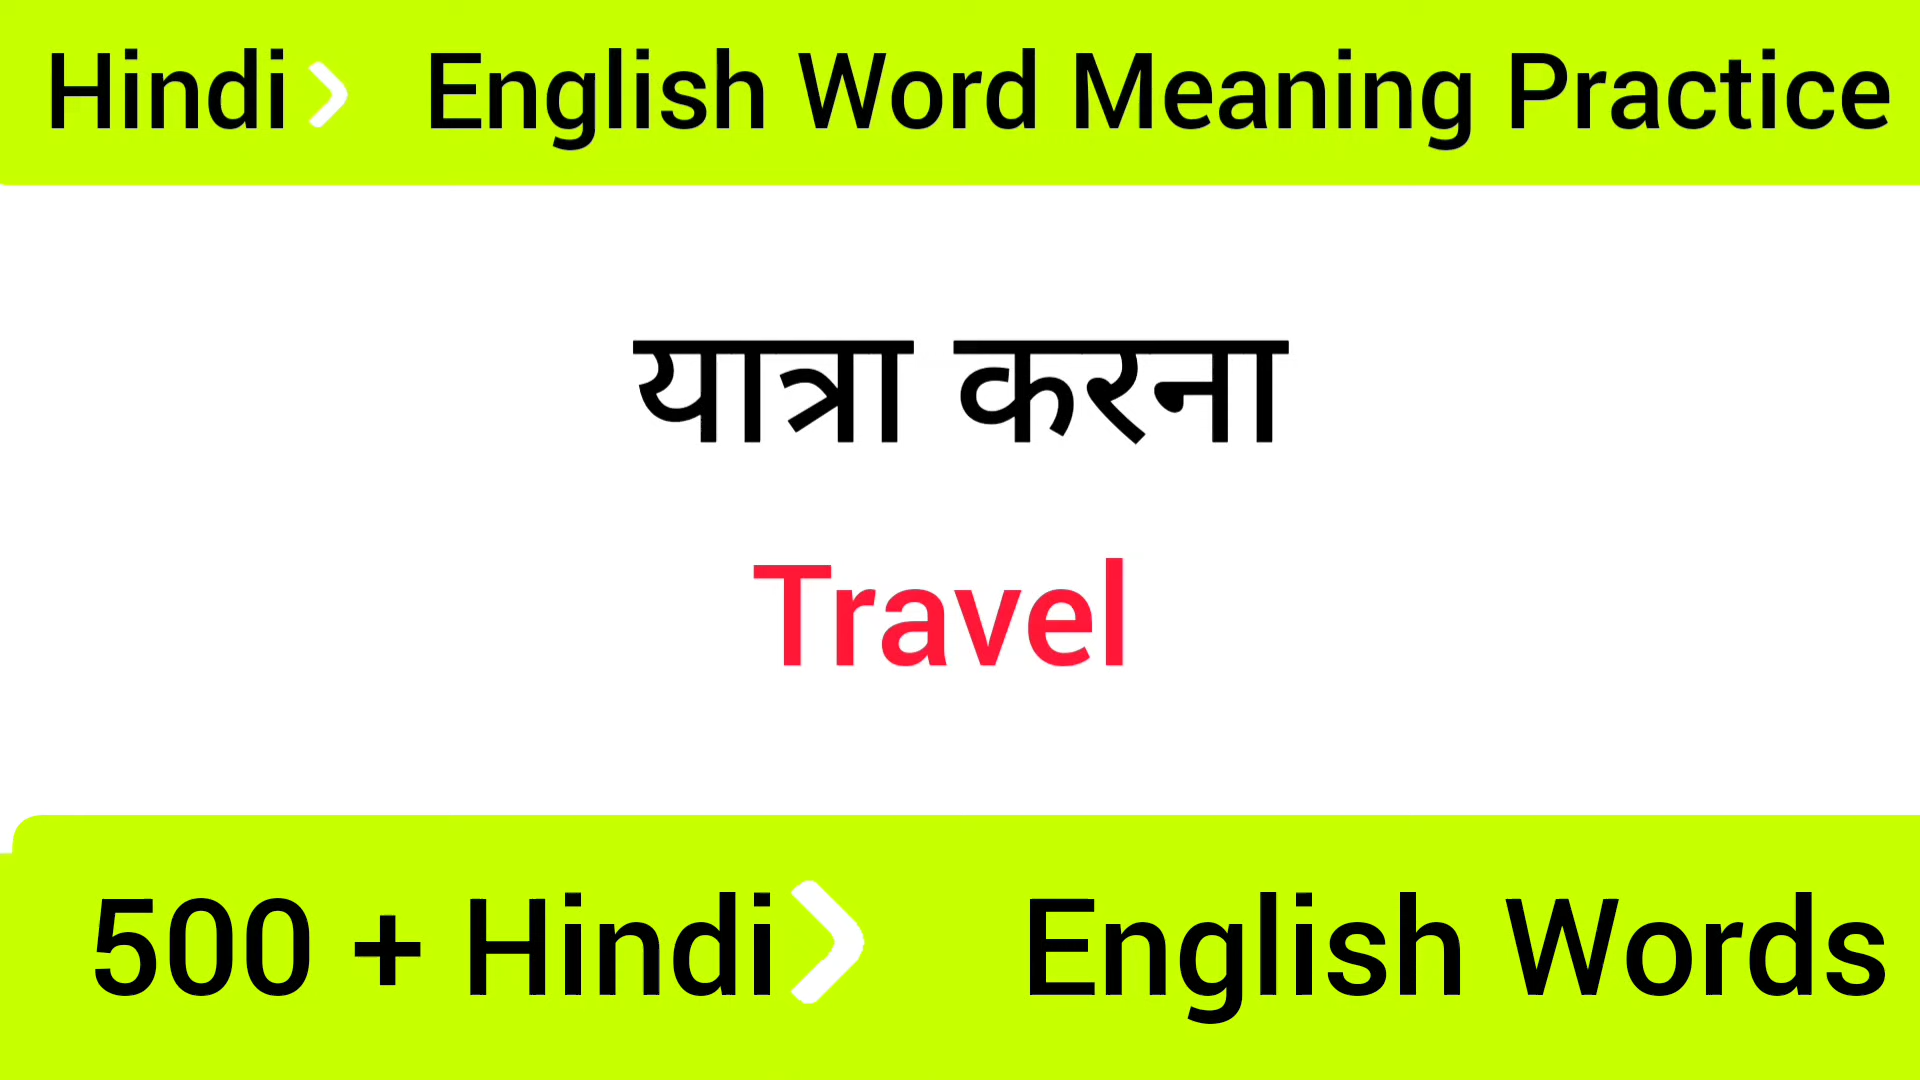 Hindi > English Word Meaning Practice
यात्रा करना
Travel
500 + Hindi > English Words